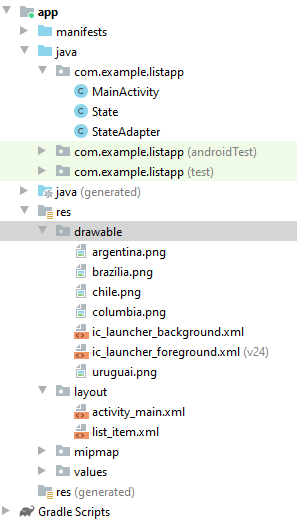 app
manifests
java
com.example.listapp
MainActivity
State
StateAdapter
com.example.listapp (androidTest)
com.example.listapp (test)
java (generated)
res
drawable
argentina.png
brazilia.png
chile.png
columbia.png
ic_launcher_background.xml
ic_launcher_foreground.xml (v24)
uruguai.png
layout
activity_main.xml
list_item.xml
mipmap
values
res (generated)
Gradle Scripts